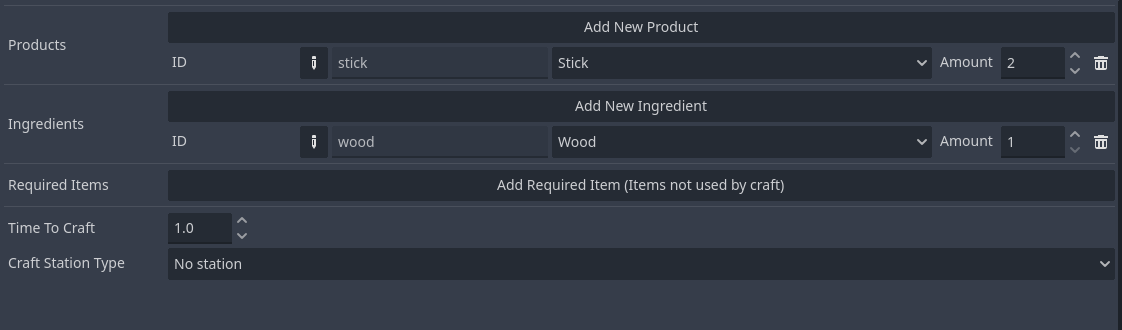 Products
Add New Product
ID stick Stick Amount 2
Ingredients
Add New Ingredient
ID wood Wood Amount 1
Required Items Add Required Item (Items not used by craft)
Time To Craft 1.0
Craft Station Type No station